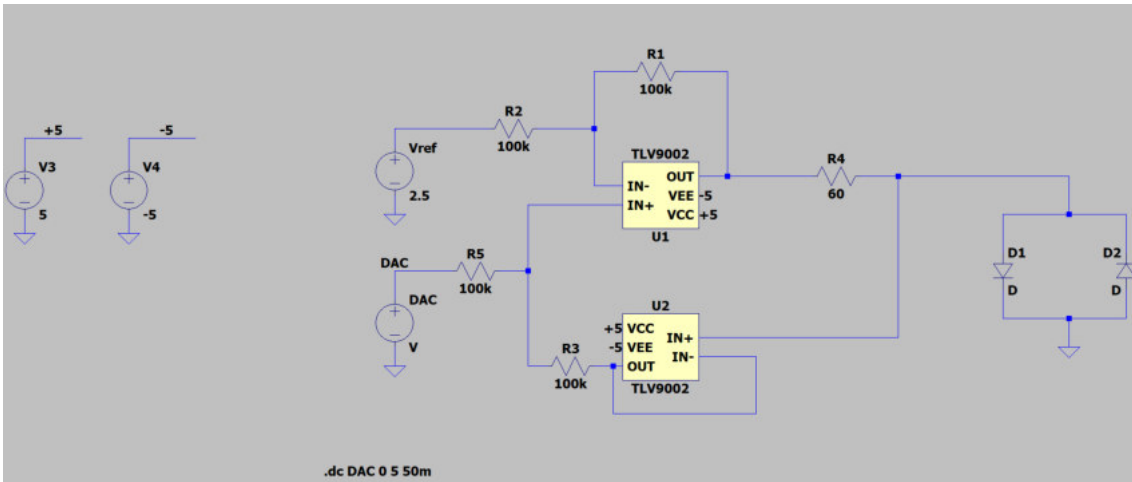 R1
100k
R2
100k
+5
-5
V3
5
V4
-5
Vref
2.5
TLV9002
IN-
IN+
OUT
VEE
-5
VCC
+5
U1
R4
60
DAC
R5
100k
DAC
V
D1
D
D2
D
U2
+5
VCC
-5
VEE
OUT
IN+
IN-
TLV9002
R3
100k
.dc DAC 0 5 50m